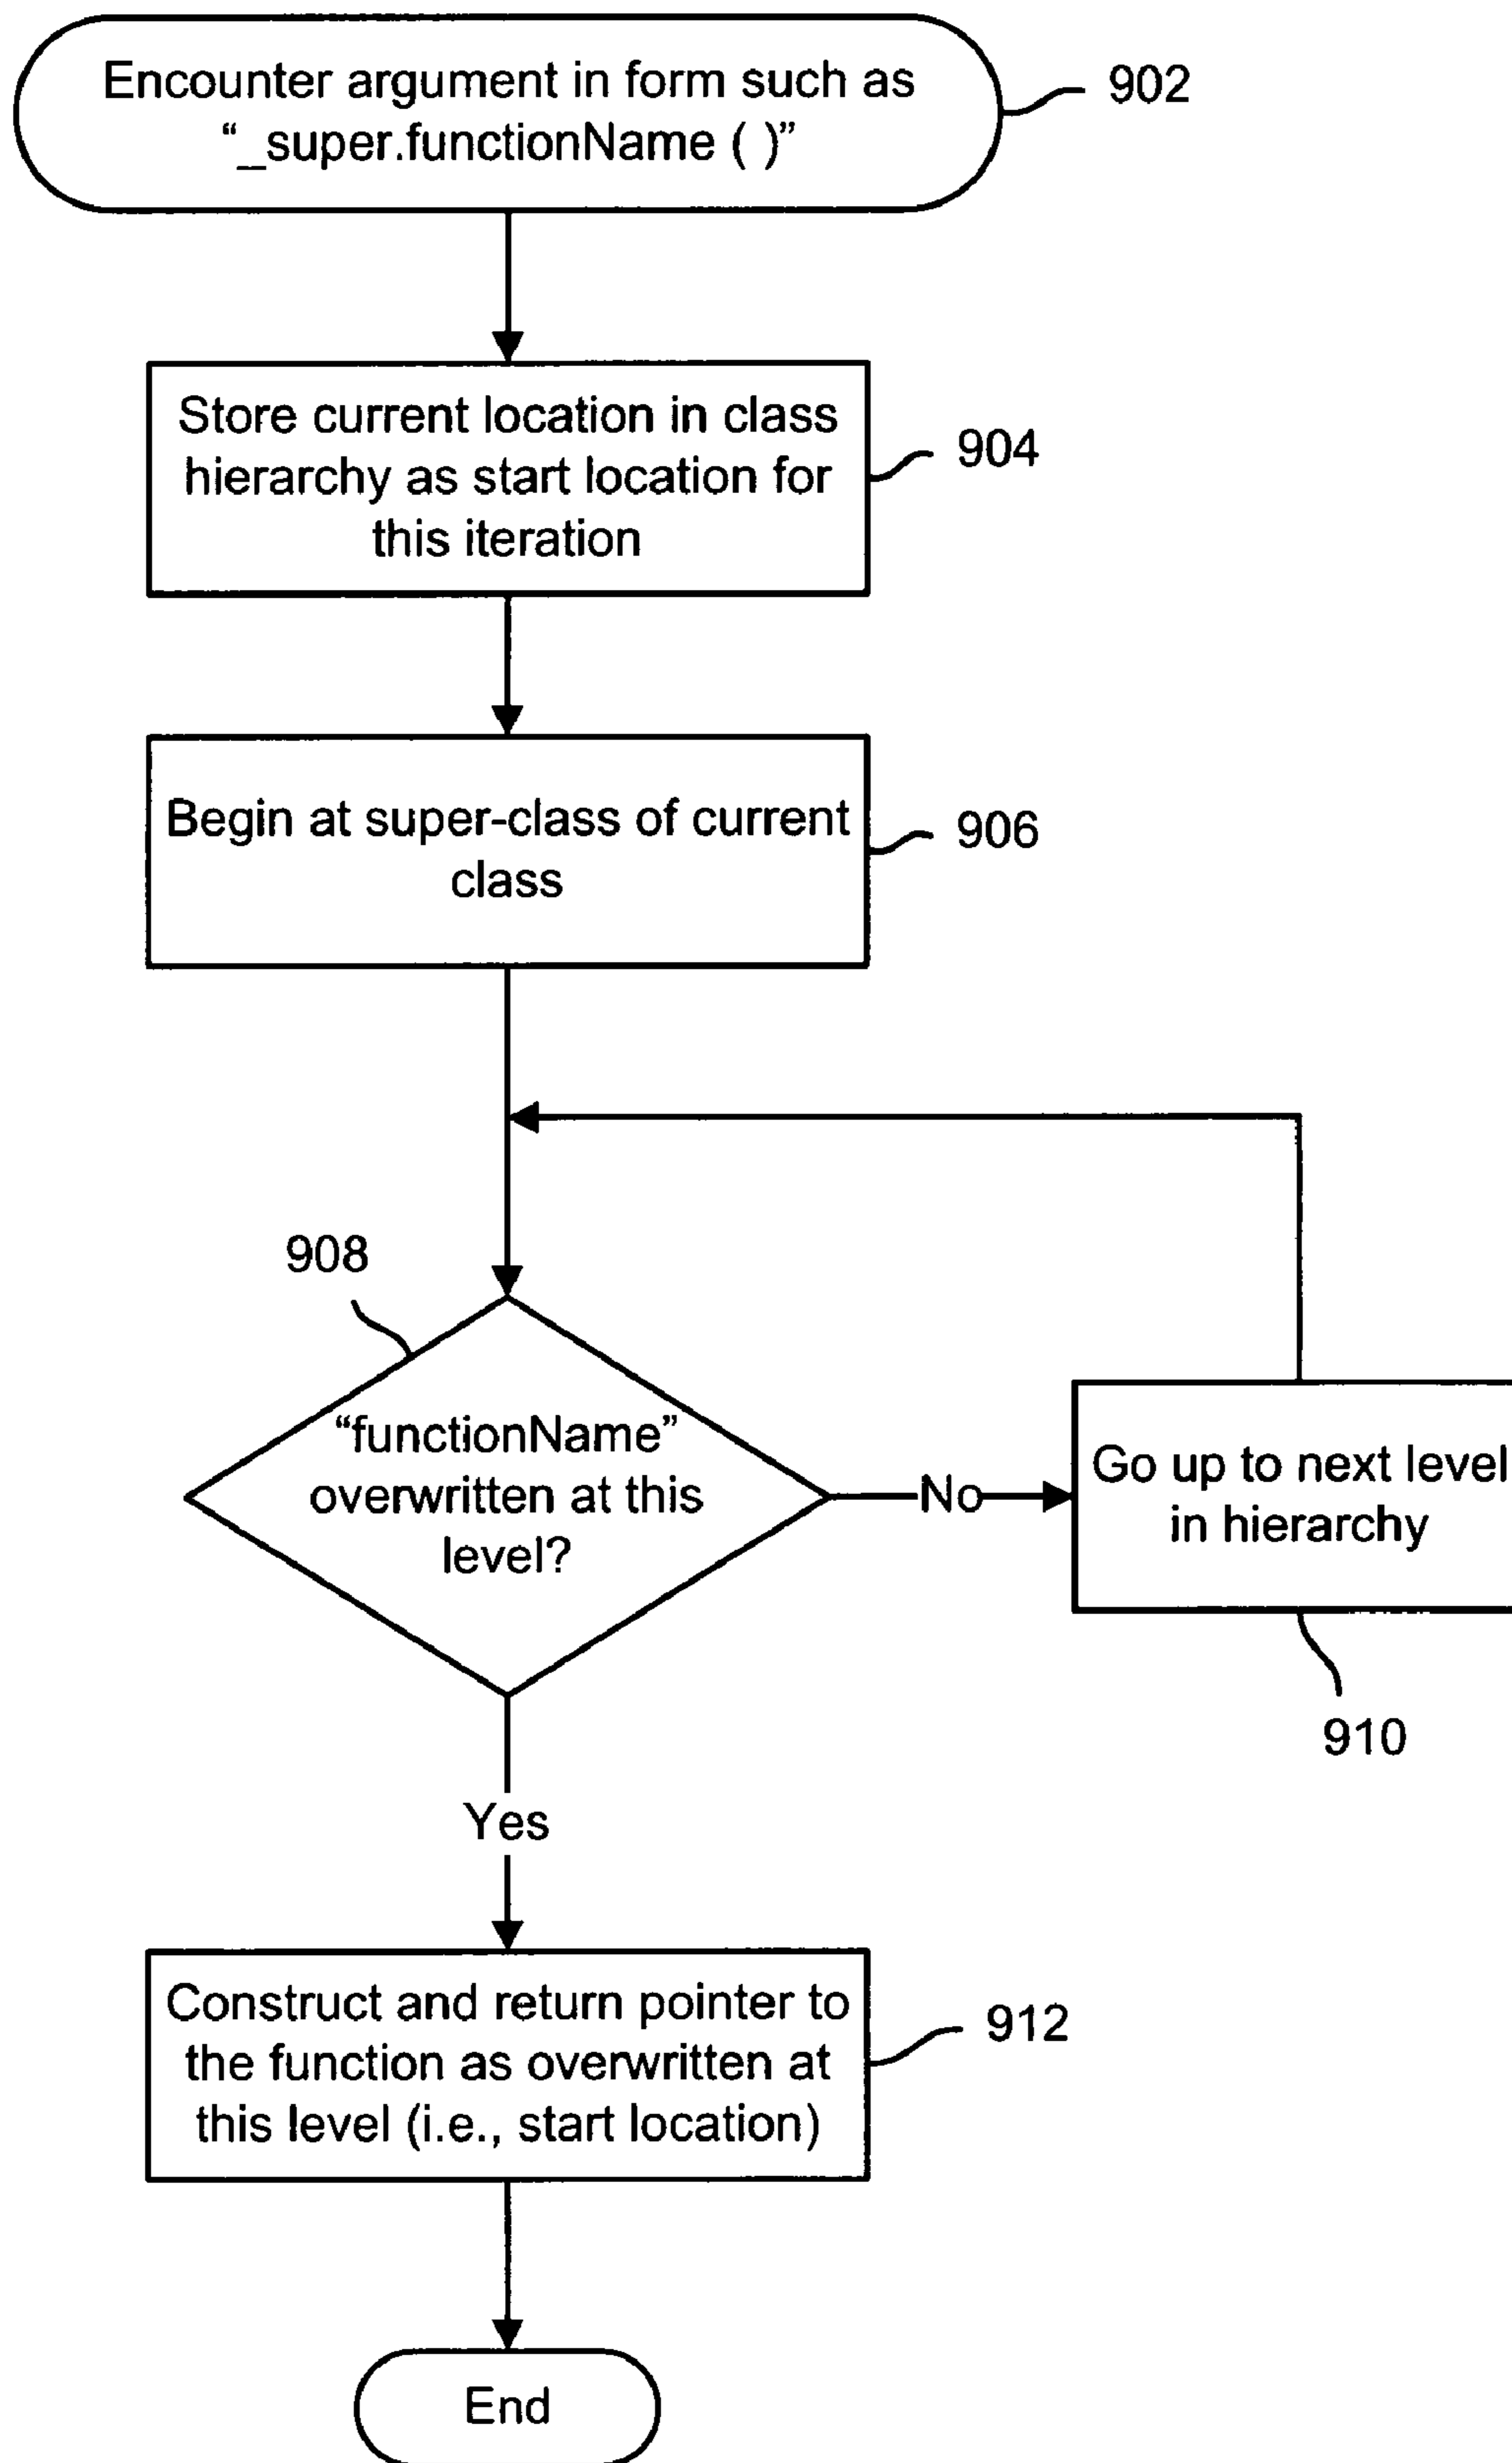 Encounter argument in form such as
“_super.functionName ( )”
902
Store current location in class
hierarchy as start location for
this iteration
904
Begin at super-class of current
class
906
908
“functionName”
overwritten at this
level?
No
Go up to next level
in hierarchy
910
Yes
Construct and return pointer to
the function as overwritten at
this level (i.e., start location)
912
End